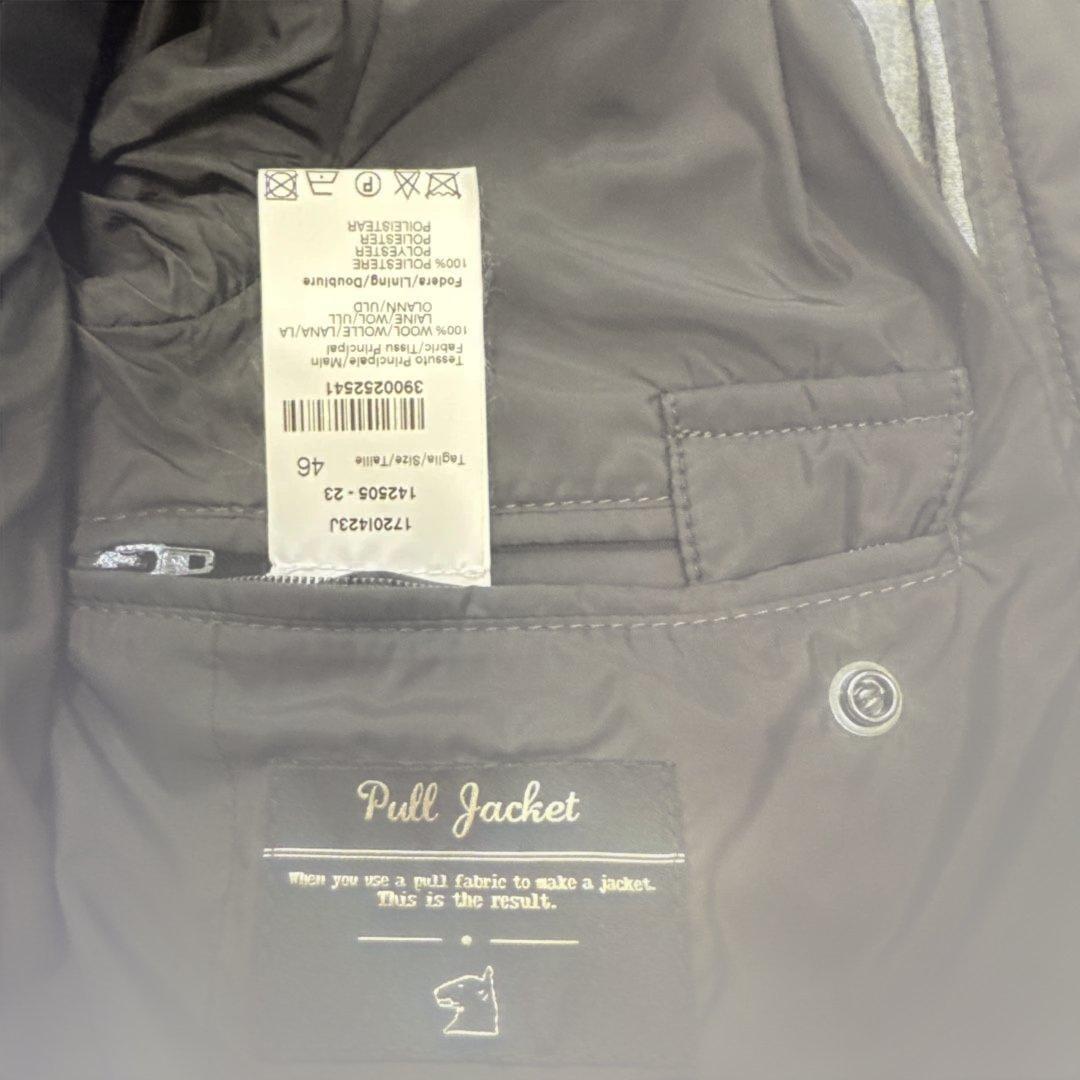 1720I423J
142505 - 23
Taglia/Size/Taille 46
3900252541
Tessuto Principale/Main
Fabric/Tissu Principal
100% WOOL/WOLLE/LANA/LA
LAINE/WOL/ULL
OLANN/ULD
Fodera/Lining/Doublure
100% POLIESTERE
POLYESTER
POLIESTER
POILEISTEAR
P
Pull Jacket
When you use a pull fabric to make a jacket.
This is the result.